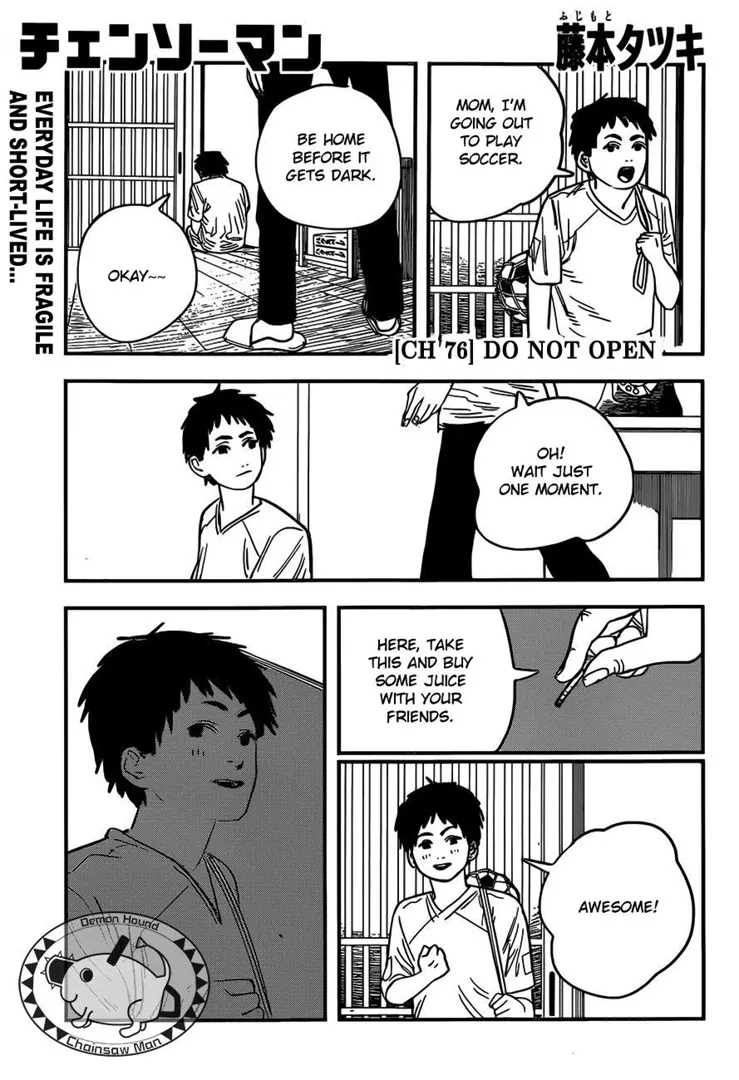 チェンソーマン
ふじもと
藤本タツキ
EVERYDAY LIFE IS FRAGILE
AND SHORT-LIVED...
MOM, I'M
GOING OUT
TO PLAY
SOCCER.
BE HOME
BEFORE IT
GETS DARK.
OKAY~~
[CH 76] DO NOT OPEN
OH!
WAIT JUST
ONE MOMENT.
HERE, TAKE
THIS AND BUY
SOME JUICE
WITH YOUR
FRIENDS.
AWESOME!
Demon Hound
Chainsaw Man